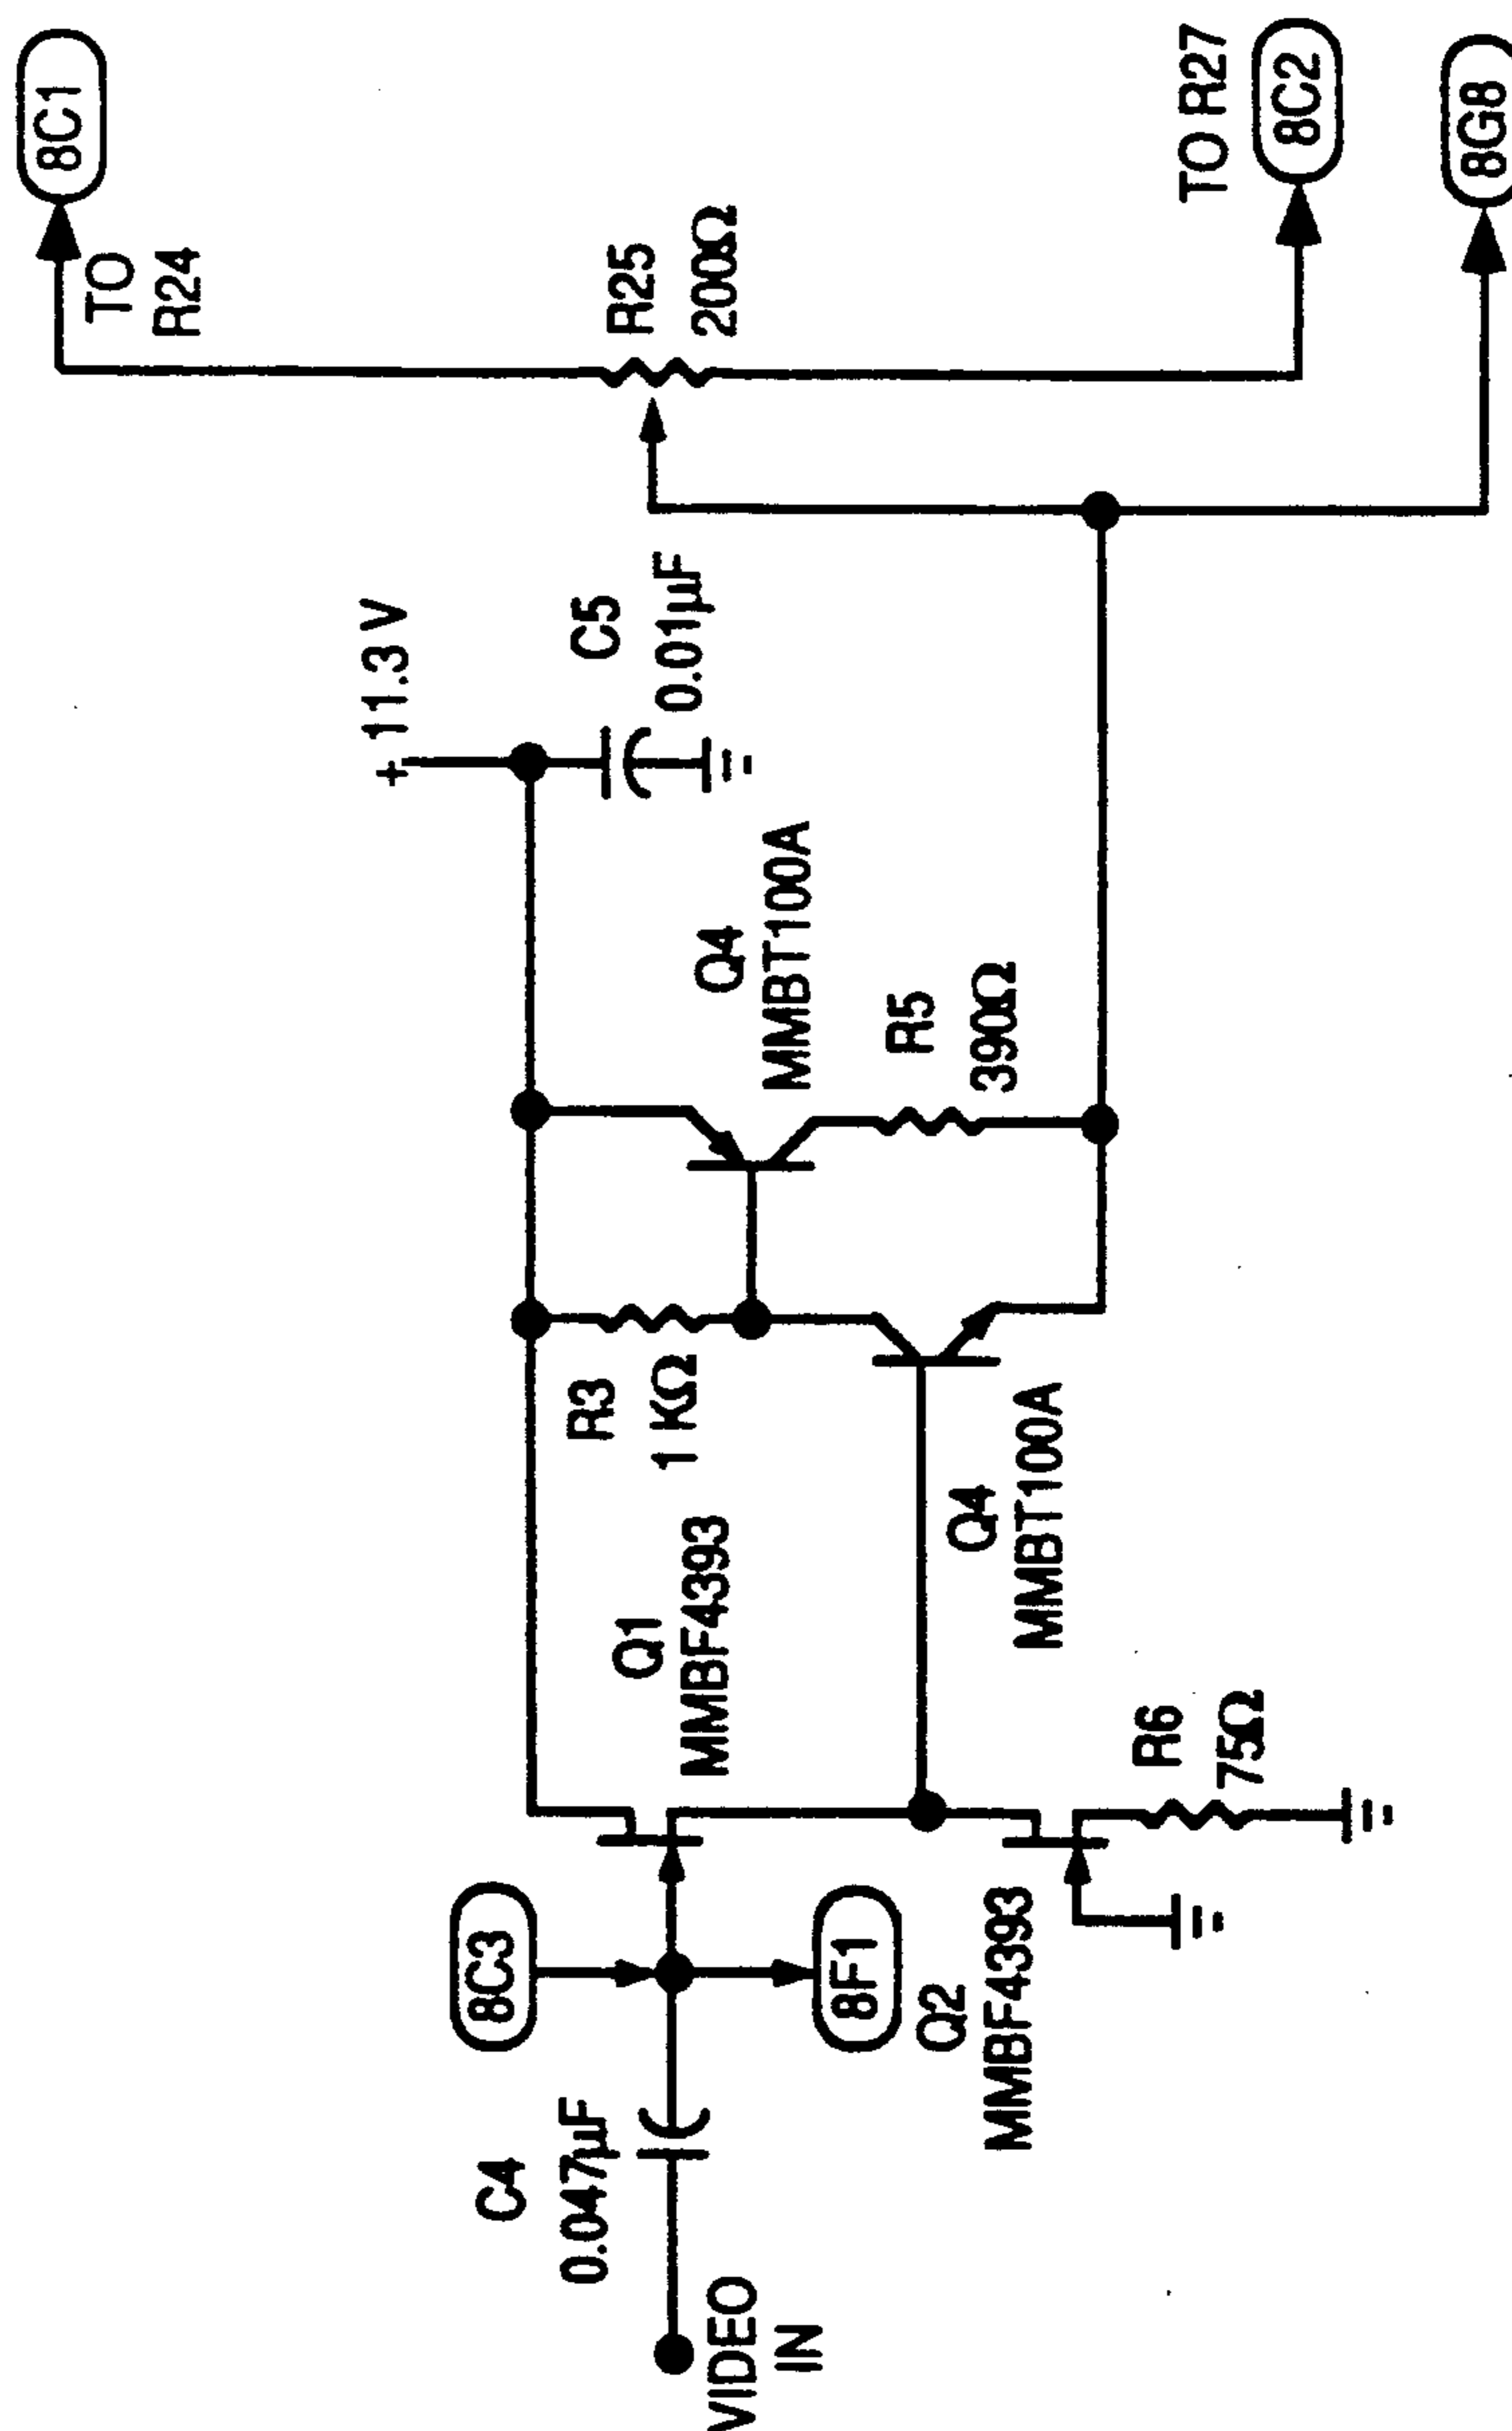 VIDEO
IN
C4
0.047µF
8C3
8F1
Q2
MMBF4393
Q1
MMBF4393
R6
75Ω
R3
1 KΩ
Q4
MMBT100A
Q4
MMBT100A
R5
390Ω
+ 11.3 V
C5
0.01µF
TO
R24
8C1
R25
200Ω
TO R27
8C2
8G8